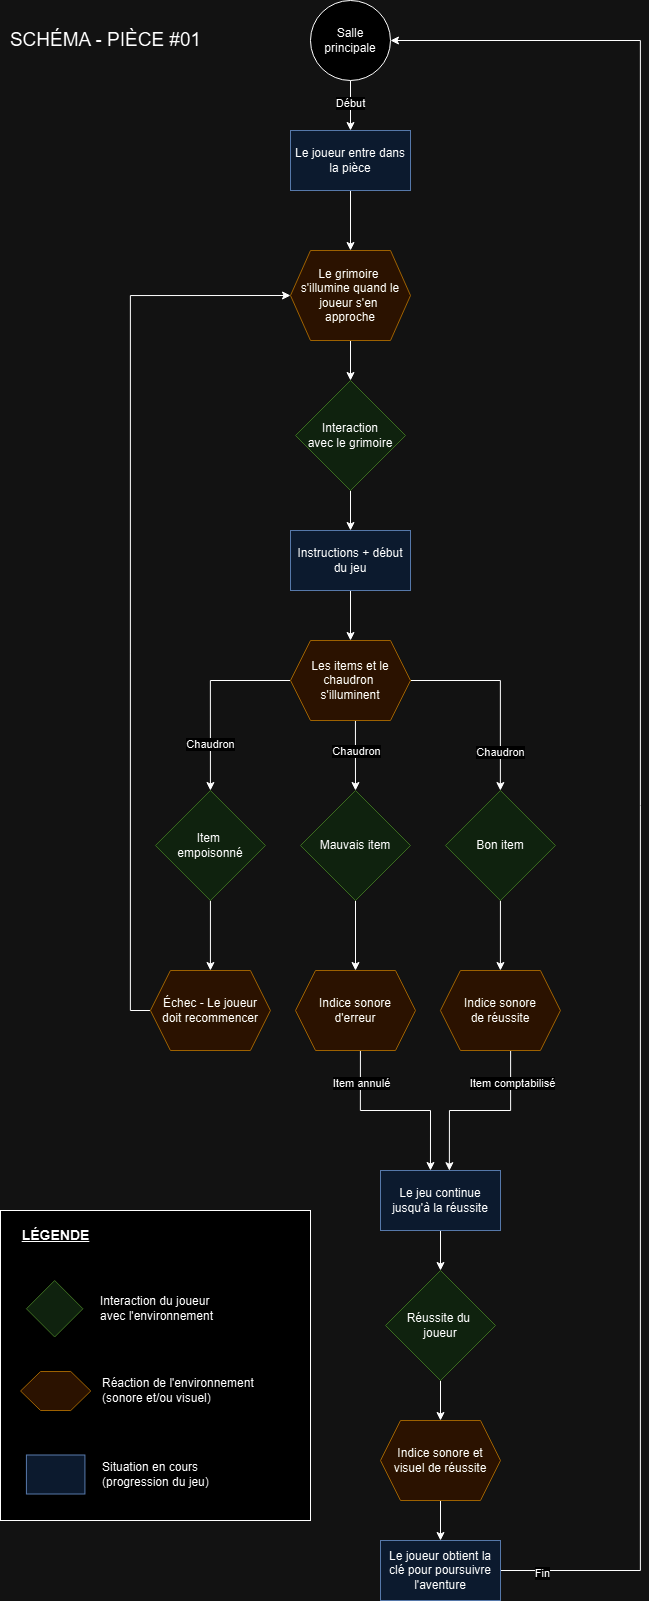 SCHÉMA - PIÈCE #01
Salle
principale
Début
Le joueur entre dans
la pièce
Le grimoire
s'illumine quand le
joueur s'en
approche
Interaction
avec le grimoire
Instructions + début
du jeu
Les items et le
chaudron
s'illuminent
Chaudron
Chaudron
Chaudron
Item
empoisonné
Mauvais item
Bon item
Échec - Le joueur
doit recommencer
Indice sonore
d'erreur
Indice sonore
de réussite
Item annulé
Item comptabilisé
Le jeu continue
jusqu'à la réussite
Réussite du
joueur
Indice sonore et
visuel de réussite
Le joueur obtient la
clé pour poursuivre
l'aventure
Fin
LÉGENDE
Interaction du joueur
avec l'environnement
Réaction de l'environnement
(sonore et/ou visuel)
Situation en cours
(progression du jeu)